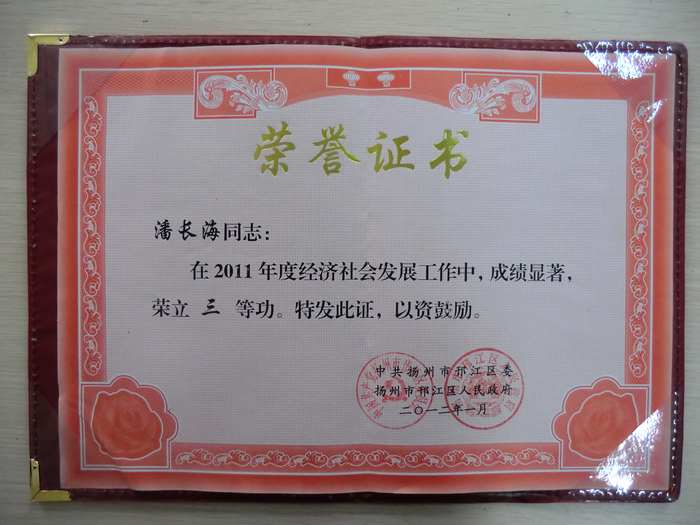 荣誉证书
潘长海同志：
在2011年度经济社会发展工作中，成绩显著，
荣立 三 等功。特发此证，以资鼓励。
中共扬州市邗江区委
扬州市邗江区人民政府
二〇一二年一月